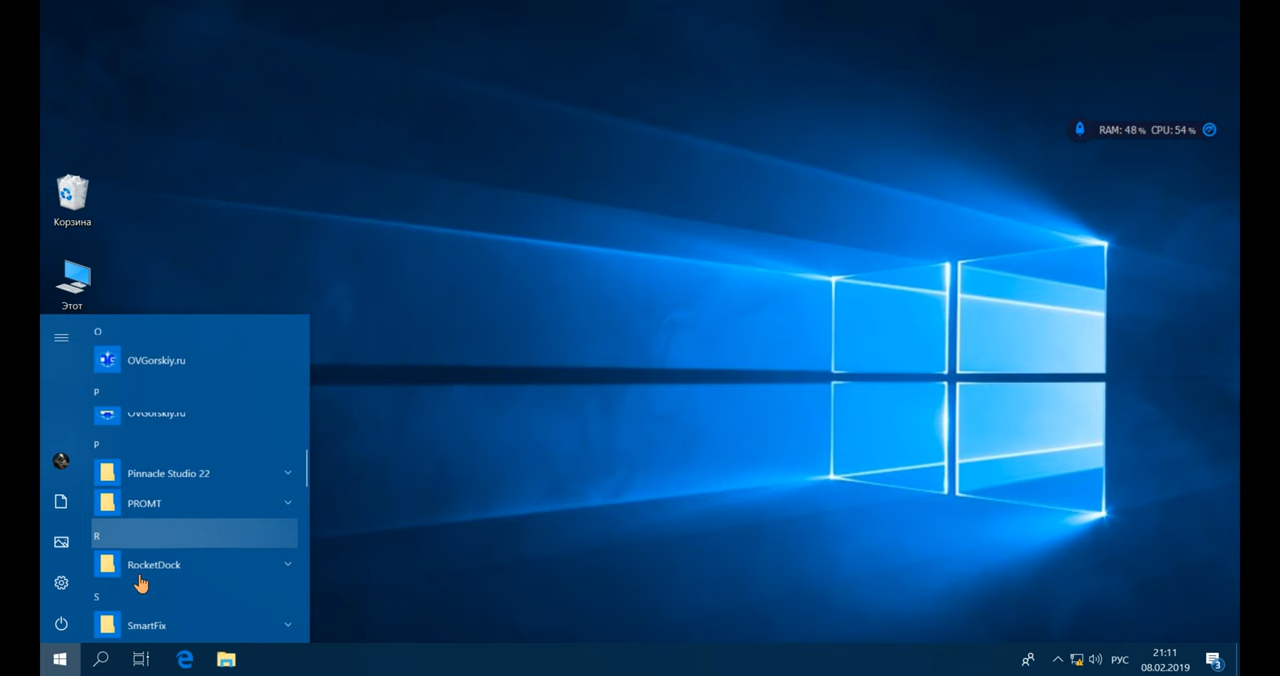 RAM: 48% CPU: 54%
Корзина
Этот
O
OVGorskiy.ru
P
OVGorskiy.ru
P
Pinnacle Studio 22
PROMT
R
RocketDock
S
SmartFix
РУС
21:11
08.02.2019
3